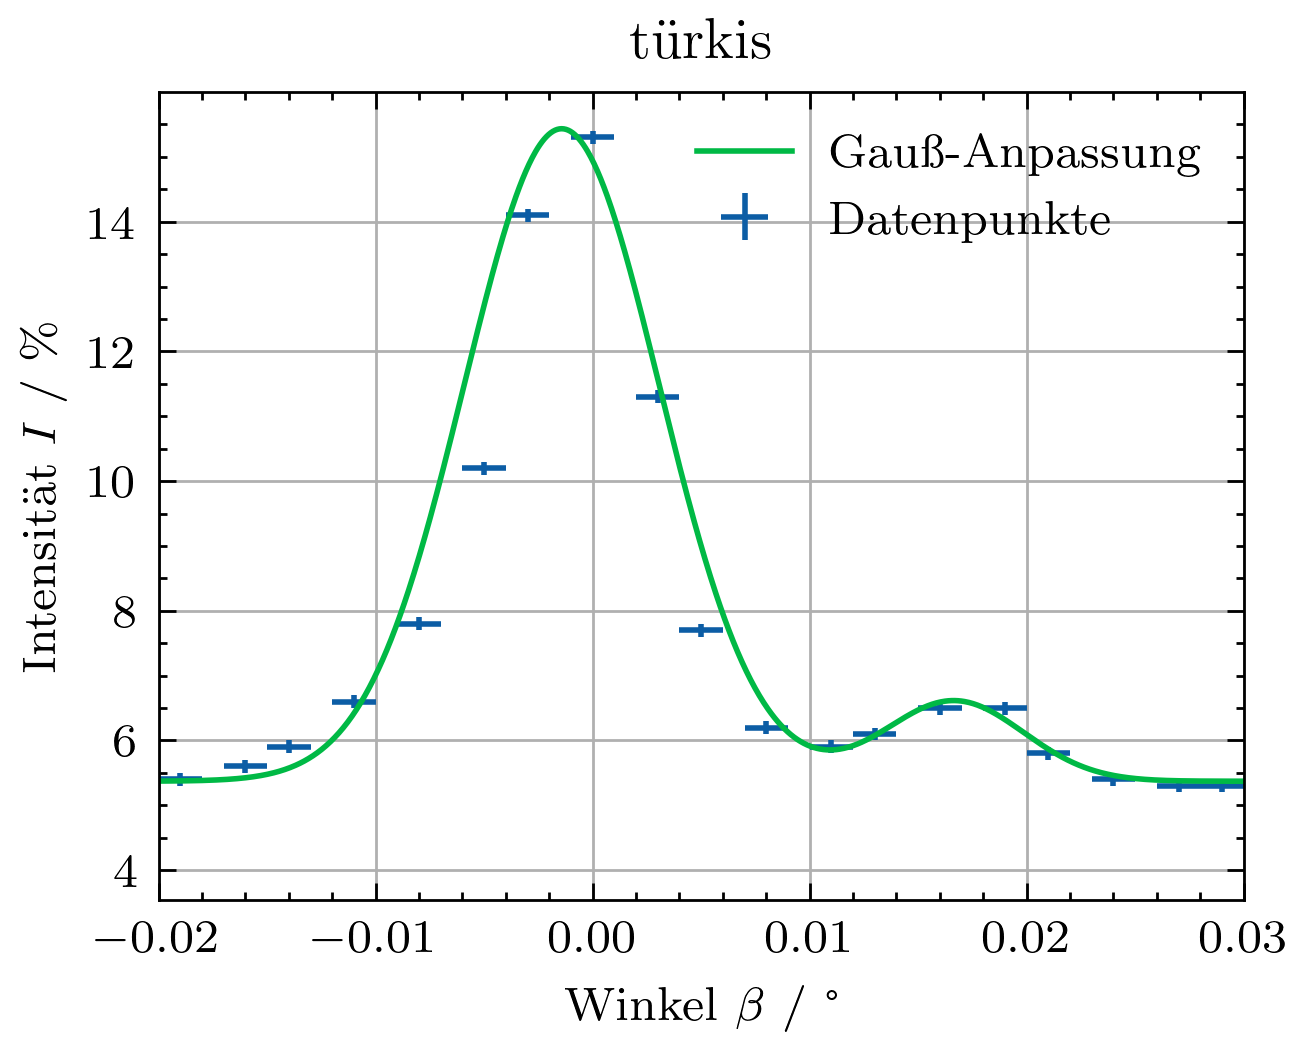 türkis
Gauß-Anpassung
Datenpunkte
14
12
10
8
6
4
Intensität I / %
−0.02 −0.01 0.00 0.01 0.02 0.03
Winkel β / °